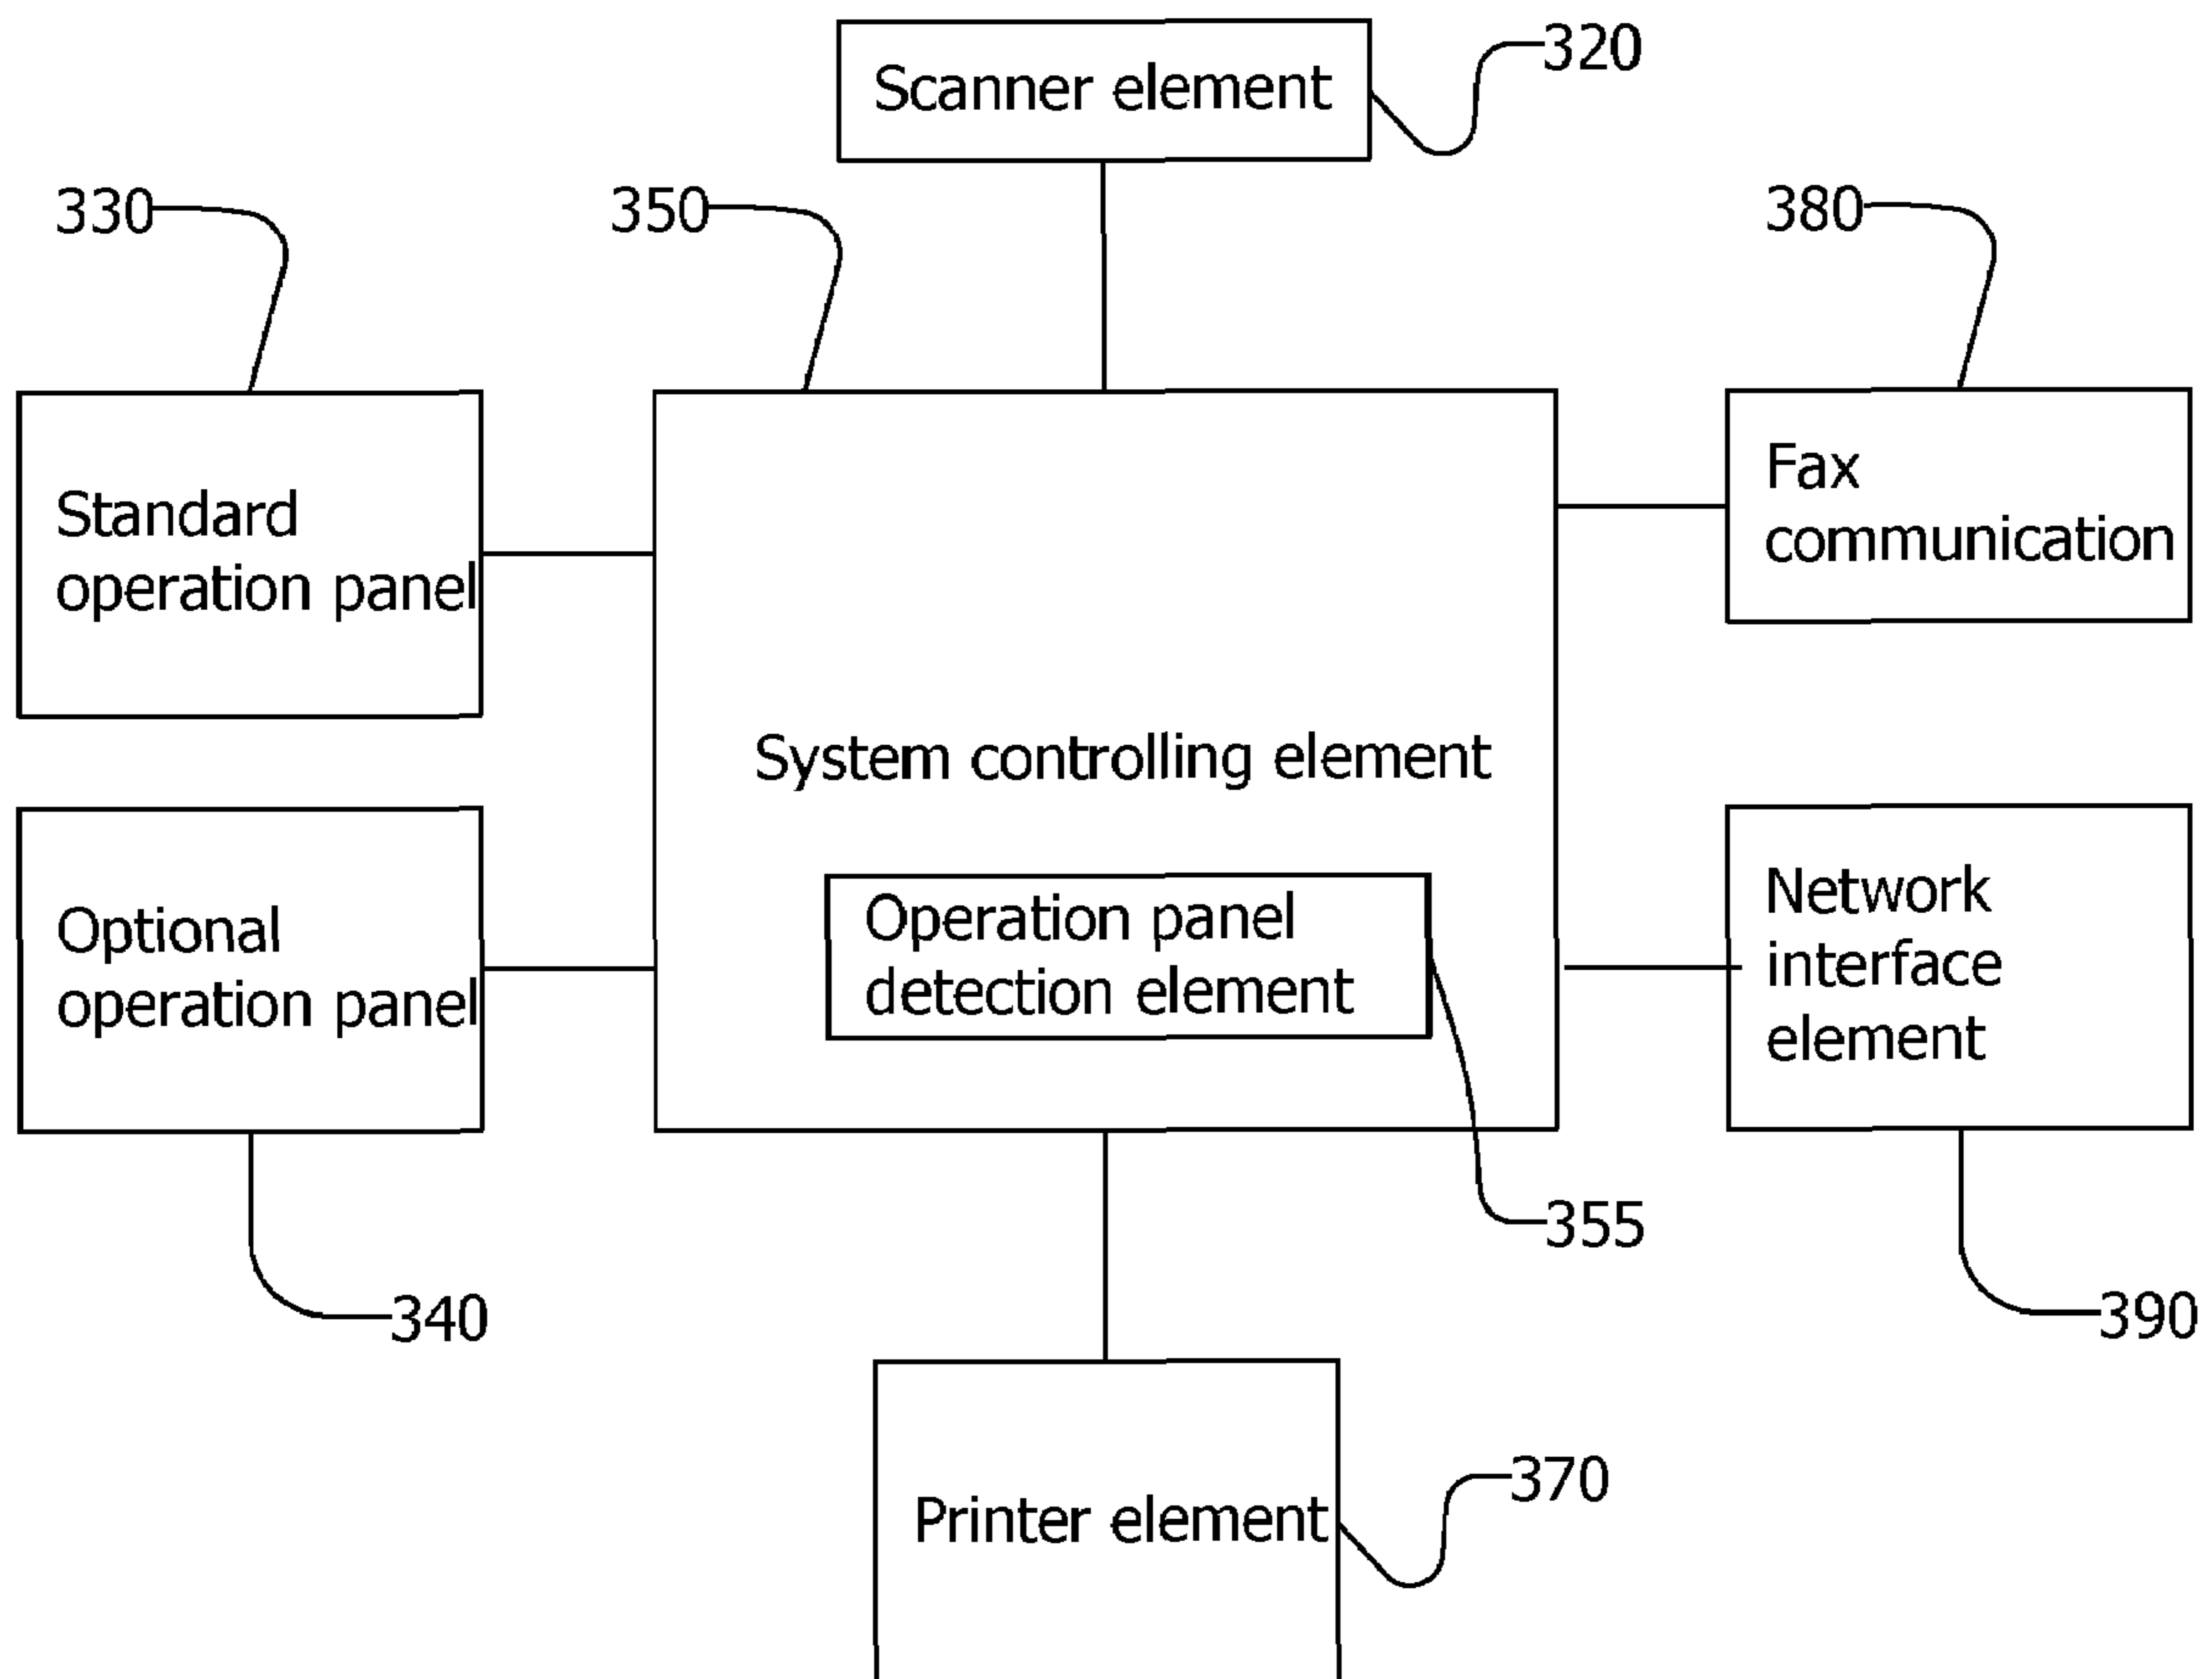 Scanner element
320
330
350
380
Standard
operation panel
Fax
communication
System controlling element
Optional
operation panel
Operation panel
detection element
Network
interface
element
355
340
390
Printer element
370